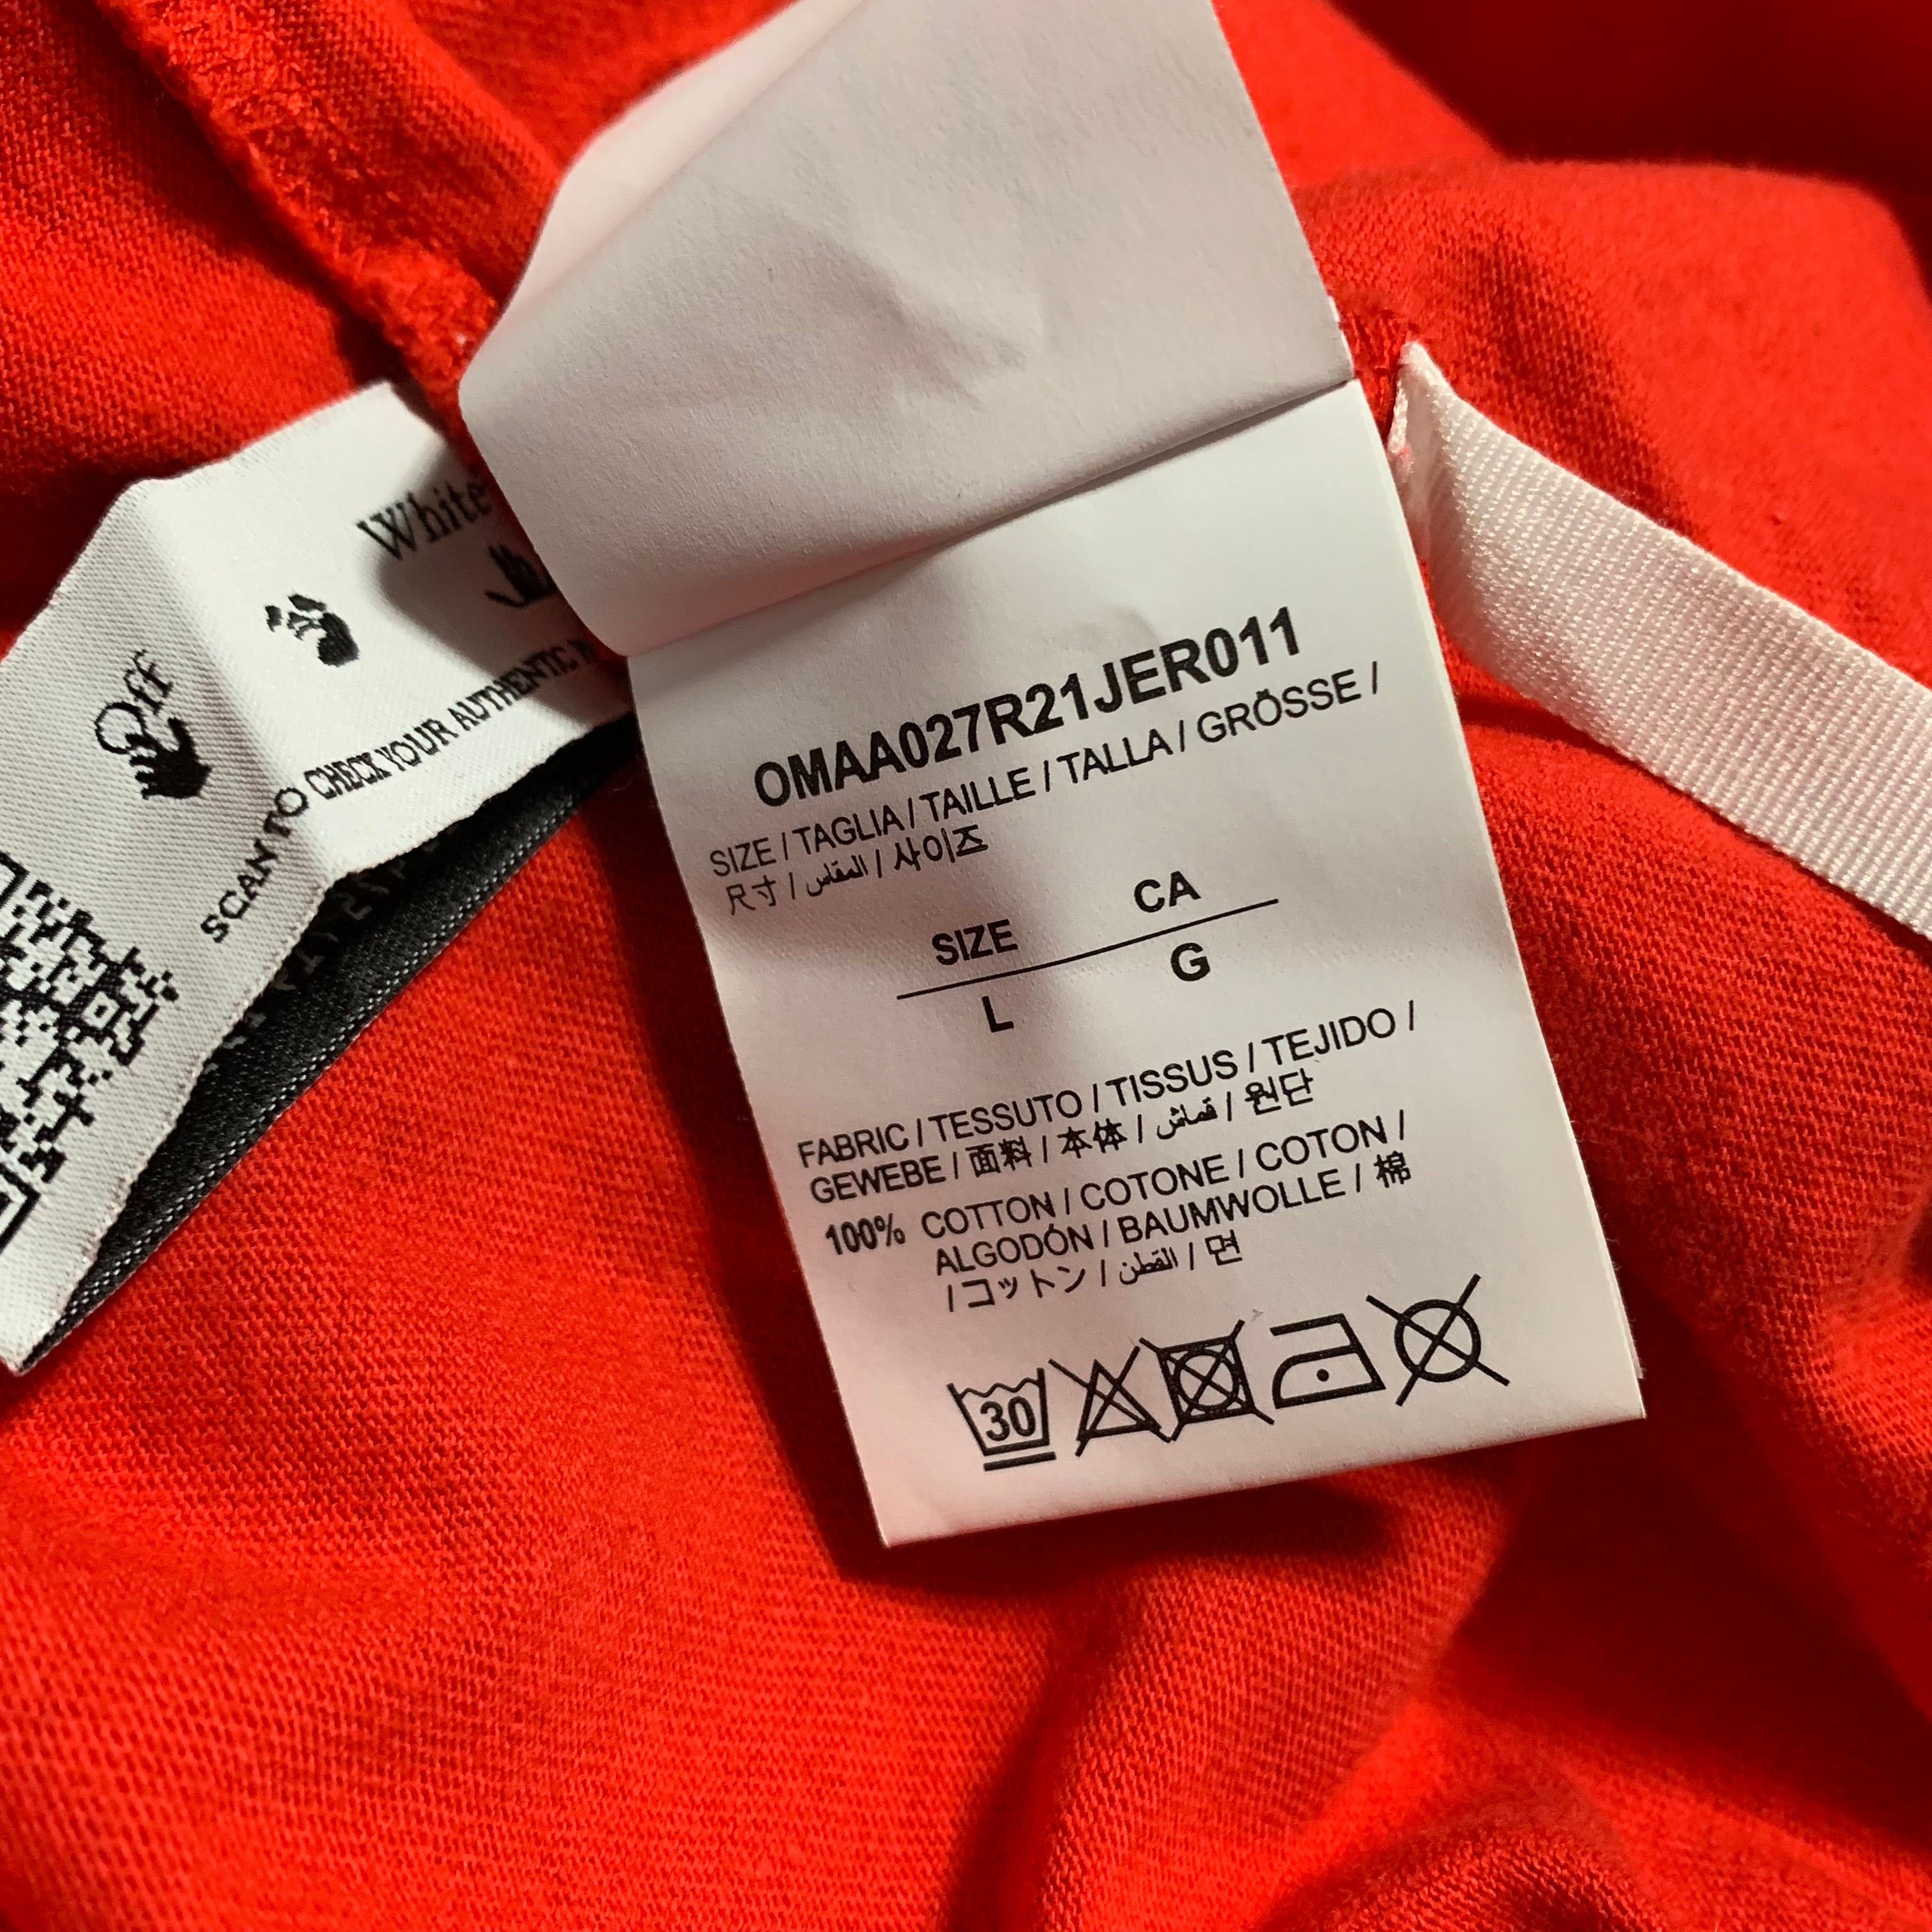 Off
White
SCAN TO CHECK YOUR AUTHENTIC
OMAA027R21JER011
SIZE / TAGLIA / TAILLE / TALLA / GRÖSSE /
尺寸 / المقاس / 사이즈
SIZE CA
L G
FABRIC / TESSUTO / TISSUS / TEJIDO /
GEWEBE / 面料 / 本体 / قماش / 원단
100% COTTON / COTONE / COTON /
ALGODÓN / BAUMWOLLE / 棉
/ コットン / القطن / 면
30